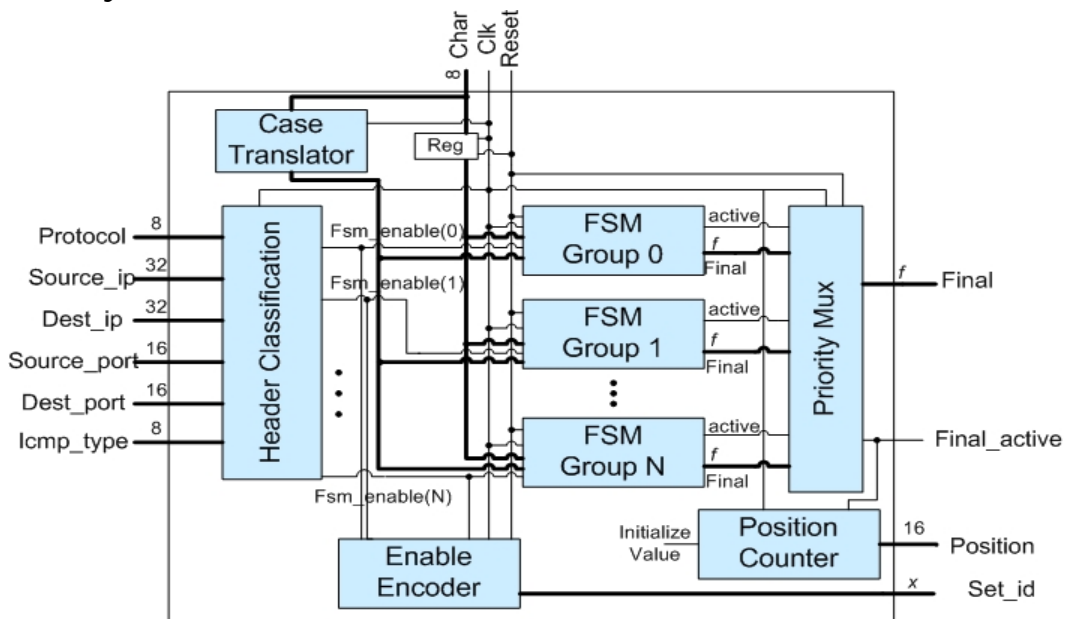 Char
Clk
Reset
8
Case
Translator
Reg
Protocol
8
Source_ip
32
Dest_ip
32
Source_port
16
Dest_port
16
Icmp_type
8
Header Classification
Fsm_enable(0)
Fsm_enable(1)
Fsm_enable(N)
FSM
Group 0
active
f
Final
FSM
Group 1
active
f
Final
FSM
Group N
active
f
Final
Priority Mux
f
Final
Final_active
Initialize
Value
Position
Counter
16
Position
Enable
Encoder
x
Set_id